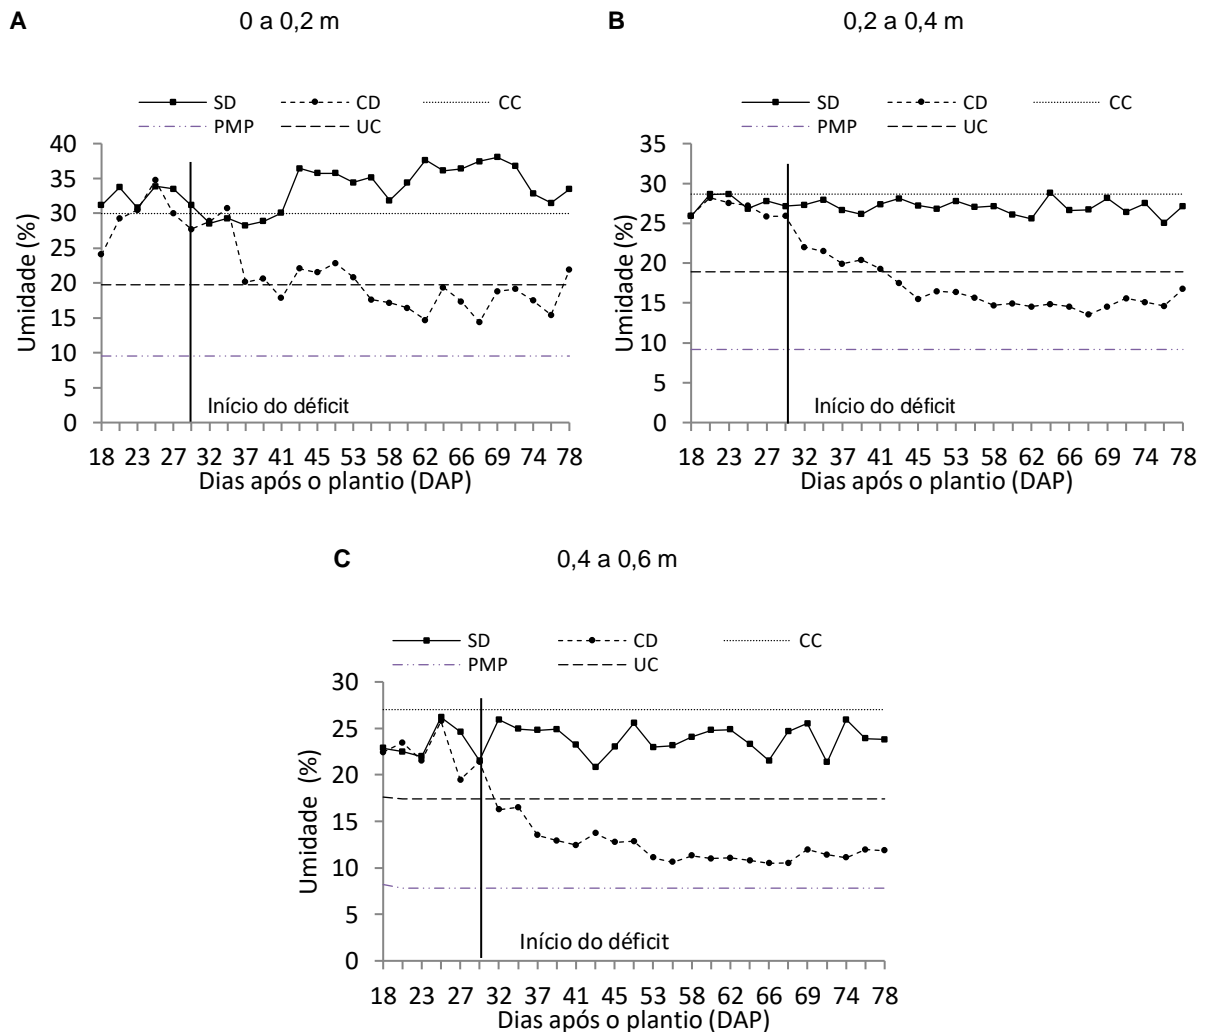 A
0 a 0,2 m
SD CD CC
PMP UC
40
35
30
25
20
15
10
5
0
Umidade (%)
Início do déficit
18 23 27 32 37 41 45 53 58 62 66 69 74 78
Dias após o plantio (DAP)
B
0,2 a 0,4 m
SD CD CC
PMP UC
35
30
25
20
15
10
5
0
Umidade (%)
Início do déficit
18 23 27 32 37 41 45 53 58 62 66 69 74 78
Dias após o plantio (DAP)
C
0,4 a 0,6 m
SD CD CC
PMP UC
30
25
20
15
10
5
0
Umidade (%)
Início do déficit
18 23 27 32 37 41 45 53 58 62 66 69 74 78
Dias após o plantio (DAP)